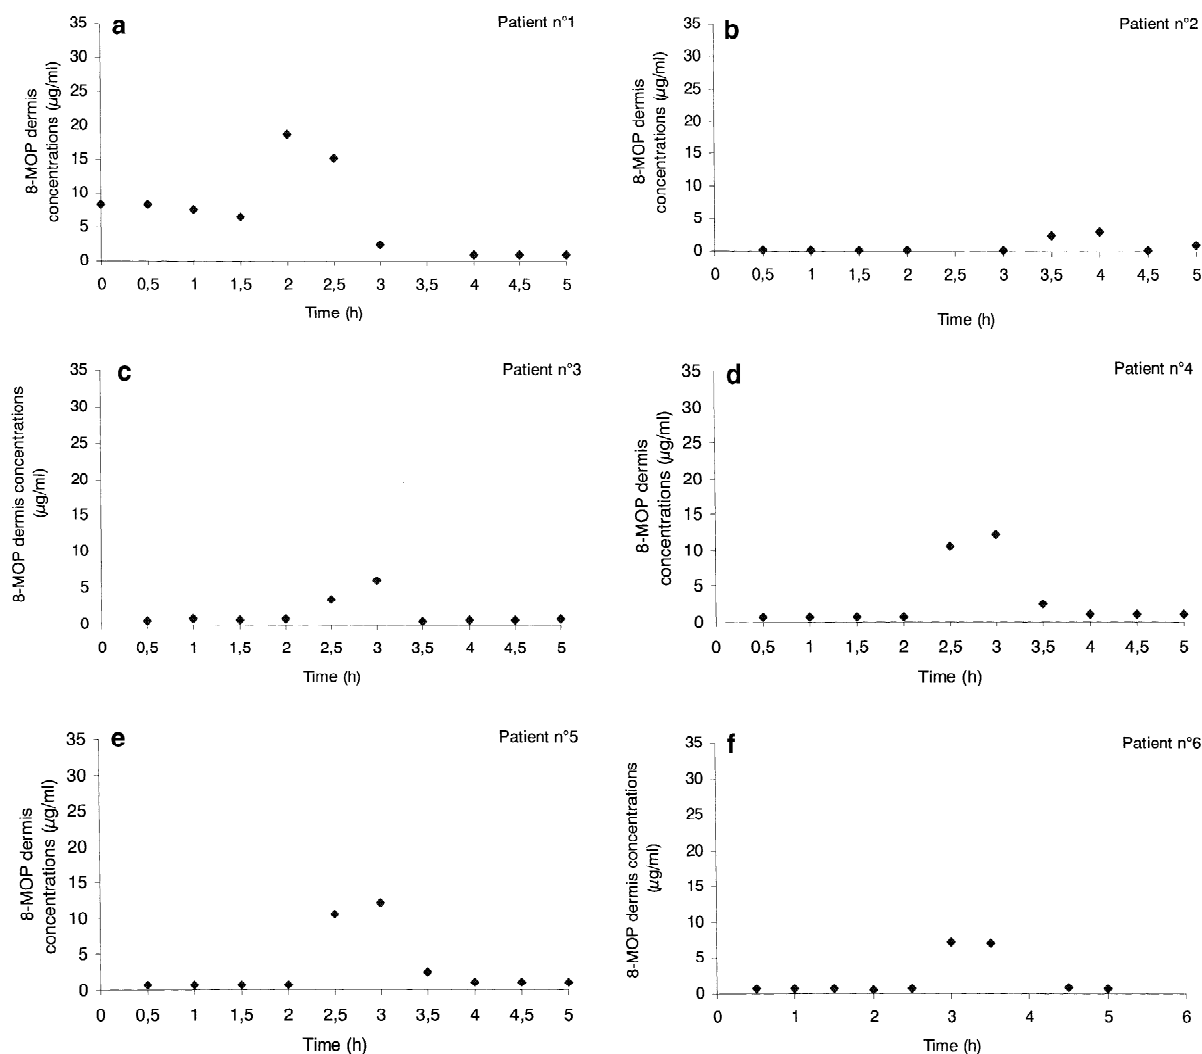 a
Patient n°1
8-MOP dermis
concentrations (µg/ml)
35
30
25
20
15
10
5
0
0 0,5 1 1,5 2 2,5 3 3,5 4 4,5 5
Time (h)
b
Patient n°2
8-MOP dermis
concentrations (µg/ml)
35
30
25
20
15
10
5
0
0 0,5 1 1,5 2 2,5 3 3,5 4 4,5 5
Time (h)
c
Patient n°3
8-MOP dermis concentrations
(µg/ml)
35
30
25
20
15
10
5
0
0 0,5 1 1,5 2 2,5 3 3,5 4 4,5 5
Time (h)
d
Patient n°4
8-MOP dermis
concentrations (µg/ml)
35
30
25
20
15
10
5
0
0 0,5 1 1,5 2 2,5 3 3,5 4 4,5 5
Time (h)
e
Patient n°5
8-MOP dermis
concentrations (µg/ml)
35
30
25
20
15
10
5
0
0 0,5 1 1,5 2 2,5 3 3,5 4 4,5 5
Time (h)
f
Patient n°6
8-MOP dermis concentrations
(µg/ml)
35
30
25
20
15
10
5
0
0 1 2 3 4 5 6
Time (h)